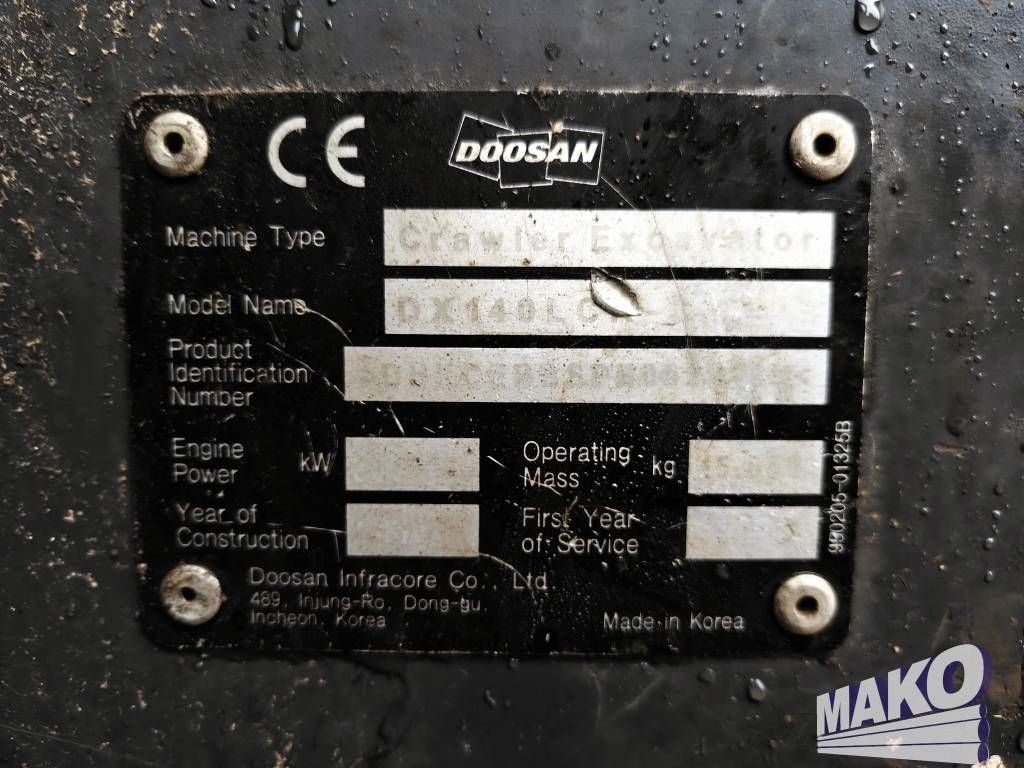 CE
DOOSAN
Machine Type Crawler Excavator
Model Name DX140LC
Product
Identification
Number
Engine
Power kW
Operating
Mass kg
Year of
Construction
First Year
of Service
Doosan Infracore Co., Ltd
489, Injung-Ro, Dong-gu,
Incheon, Korea
Made in Korea
950205-01325B
MAKO